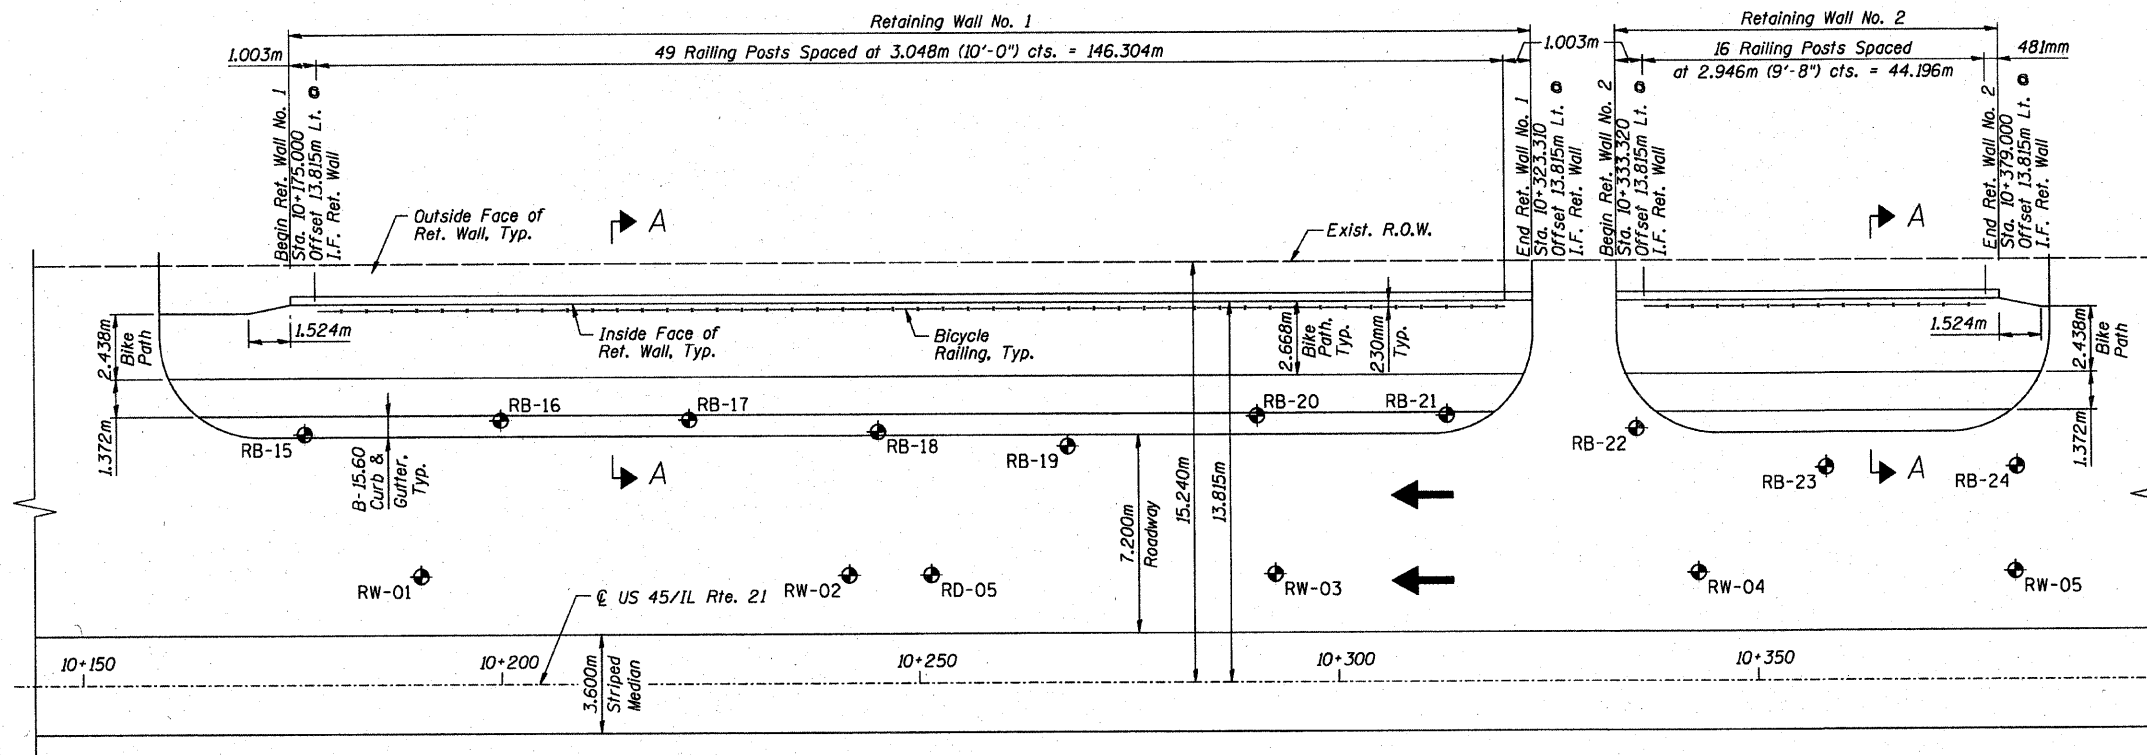 Retaining Wall No. 1
Retaining Wall No. 2
1.003m
49 Railing Posts Spaced at 3.048m (10'-0") cts. = 146.304m
1.003m
16 Railing Posts Spaced
at 2.946m (9'-8") cts. = 44.196m
481mm
Begin Ret. Wall No. 1
Sta. 10+175.000
Offset 13.815m Lt.
I.F. Ret. Wall
End Ret. Wall No. 1
Sta. 10+323.310
Offset 13.815m Lt.
I.F. Ret. Wall
Begin Ret. Wall No. 2
Sta. 10+333.320
Offset 13.815m Lt.
I.F. Ret. Wall
End Ret. Wall No. 2
Sta. 10+379.000
Offset 13.815m Lt.
I.F. Ret. Wall
Outside Face of
Ret. Wall, Typ.
A
Exist. R.O.W.
A
2.438m
Bike
Path
1.524m
Inside Face of
Ret. Wall, Typ.
Bicycle
Railing, Typ.
2.668m
Bike
Path,
Typ.
230mm
Typ.
1.524m
2.438m
Bike
Path
1.372m
RB-15
RB-16
RB-17
RB-18
RB-19
RB-20
RB-21
RB-22
RB-23
RB-24
1.372m
B-15.60
Curb &
Gutter,
Typ.
A
A
7.200m
Roadway
15.240m
13.815m
RW-01
RW-02
RD-05
RW-03
RW-04
RW-05
℄ US 45/IL Rte. 21
10+150
10+200
10+250
10+300
10+350
3.600m
Striped
Median